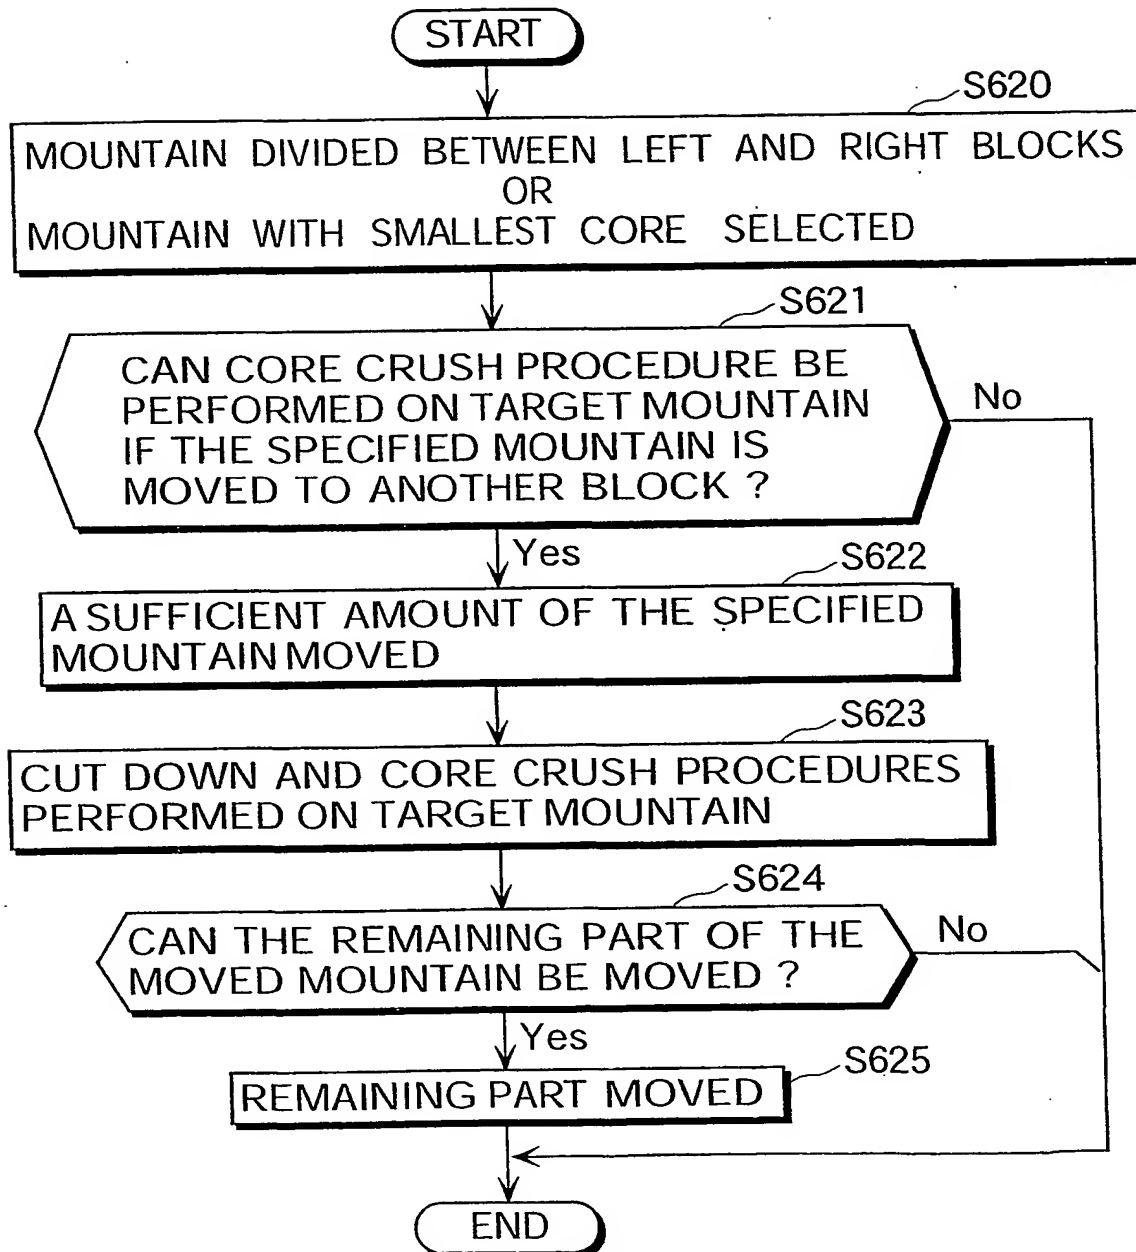 START
S620
MOUNTAIN DIVIDED BETWEEN LEFT AND RIGHT BLOCKS
OR
MOUNTAIN WITH SMALLEST CORE SELECTED
S621
CAN CORE CRUSH PROCEDURE BE
PERFORMED ON TARGET MOUNTAIN
IF THE SPECIFIED MOUNTAIN IS
MOVED TO ANOTHER BLOCK ?
No
Yes
S622
A SUFFICIENT AMOUNT OF THE SPECIFIED
MOUNTAIN MOVED
S623
CUT DOWN AND CORE CRUSH PROCEDURES
PERFORMED ON TARGET MOUNTAIN
S624
CAN THE REMAINING PART OF THE
MOVED MOUNTAIN BE MOVED ?
No
Yes
S625
REMAINING PART MOVED
END